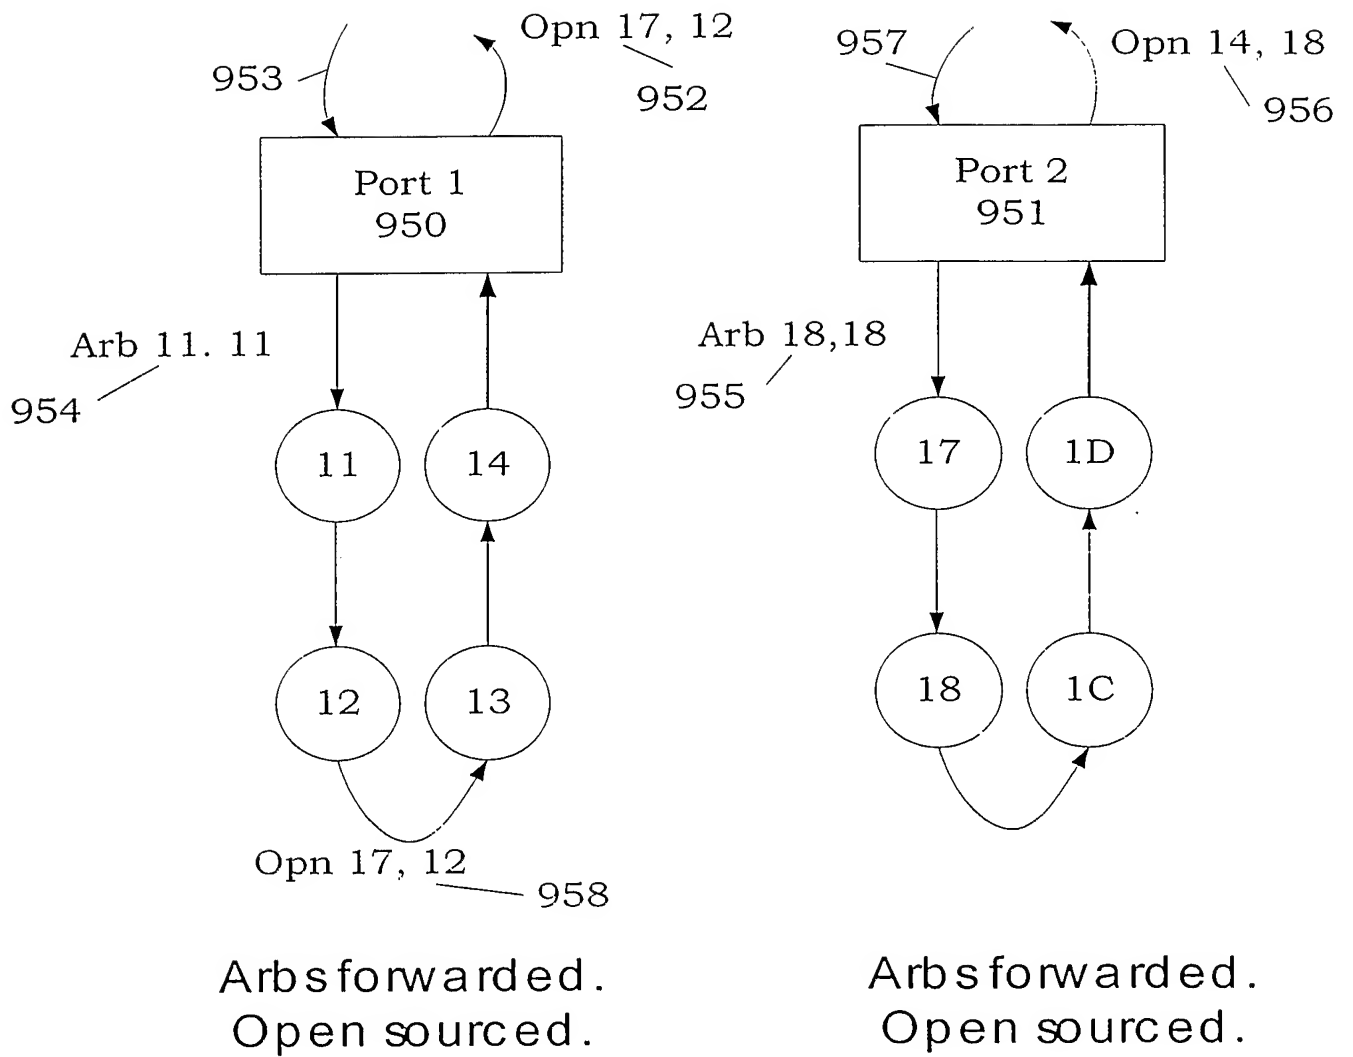 Opn 17, 12
952
953
Port 1
950
Arb 11. 11
954
11
14
12
13
Opn 17, 12
958
Arbs forwarded.
Open sourced.
957
Opn 14, 18
956
Port 2
951
Arb 18,18
955
17
1D
18
1C
Arbs forwarded.
Open sourced.